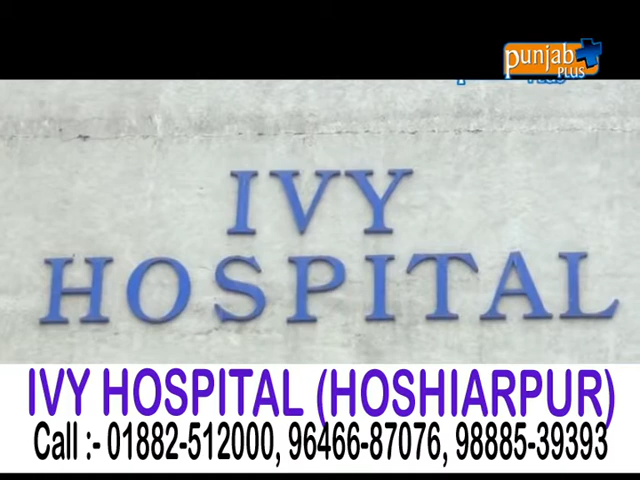 punjab
PLUS
IVY
HOSPITAL
IVY HOSPITAL (HOSHIARPUR)
Call :- 01882-512000, 96466-87076, 98885-39393